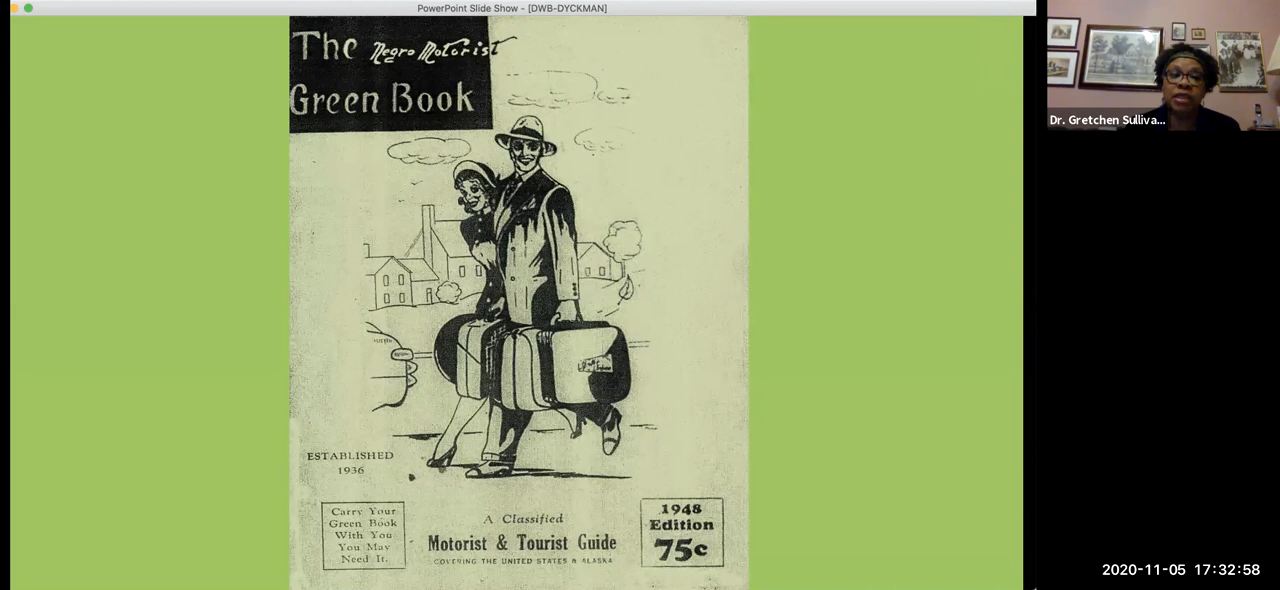 PowerPoint Slide Show - [DWB-DYCKMAN]
The Negro Motorist
Green Book
Dr. Gretchen Sulliva...
ESTABLISHED
1936
Carry Your
Green Book
With You
You May
Need It.
A Classified
Motorist & Tourist Guide
COVERING THE UNITED STATES & ALASKA
1948
Edition
75c
2020-11-05 17:32:58